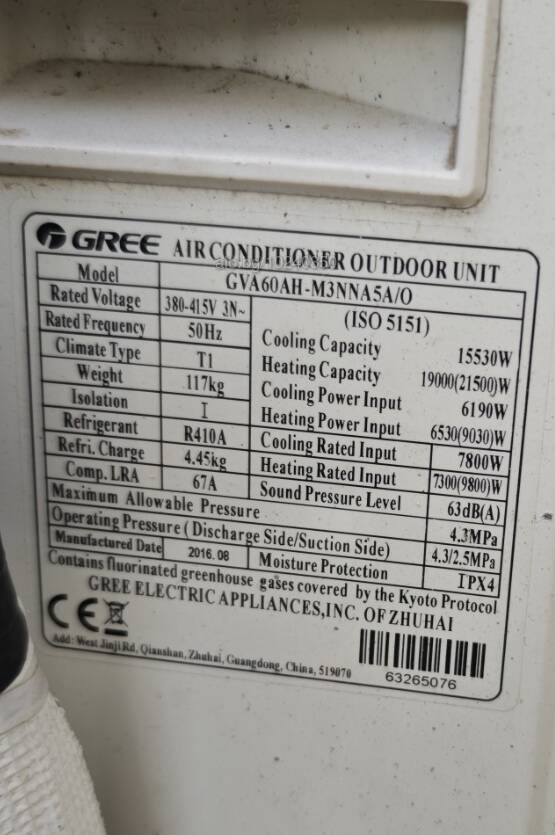 GREE AIR CONDITIONER OUTDOOR UNIT
Model GVA60AH-M3NNA5A/O
Rated Voltage 380-415V 3N~ (ISO 5151)
Rated Frequency 50Hz Cooling Capacity 15530W
Climate Type T1 Heating Capacity 19000(21500)W
Weight 117kg Cooling Power Input 6190W
Isolation I Heating Power Input 6530(9030)W
Refrigerant R410A Cooling Rated Input 7800W
Refri. Charge 4.45kg Heating Rated Input 7300(9800)W
Comp. LRA 67A Sound Pressure Level 63dB(A)
Maximum Allowable Pressure 4.3MPa
Operating Pressure (Discharge Side/Suction Side) 4.3/2.5MPa
Manufactured Date 2016.08 Moisture Protection IPX4
Contains fluorinated greenhouse gases covered by the Kyoto Protocol
GREE ELECTRIC APPLIANCES,INC. OF ZHUHAI
CE
Add: West Jinji Rd, Qianshan, Zhuhai, Guangdong, China, 519070
63265076